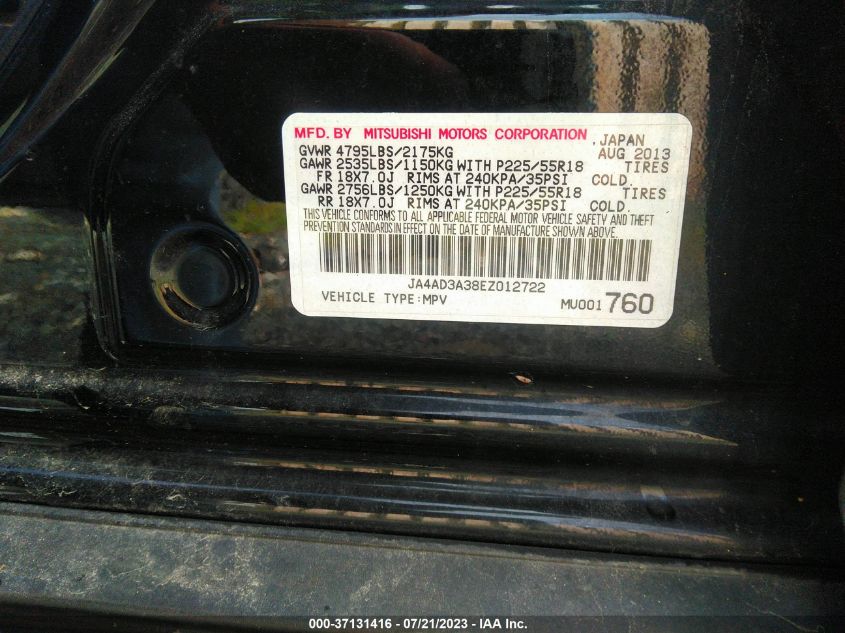 MFD. BY MITSUBISHI MOTORS CORPORATION , JAPAN
GVWR 4795LBS/2175KG AUG 2013
GAWR 2535LBS/1150KG WITH P225/55R18 TIRES
FR 18X7.0J RIMS AT 240KPA/35PSI COLD.
GAWR 2756LBS/1250KG WITH P225/55R18 TIRES
RR 18X7.0J RIMS AT 240KPA/35PSI COLD.
THIS VEHICLE CONFORMS TO ALL APPLICABLE FEDERAL MOTOR VEHICLE SAFETY AND THEFT
PREVENTION STANDARDS IN EFFECT ON THE DATE OF MANUFACTURE SHOWN ABOVE.
JA4AD3A38EZ012722
VEHICLE TYPE:MPV MU001 760
000-37131416 - 07/21/2023 - IAA Inc.